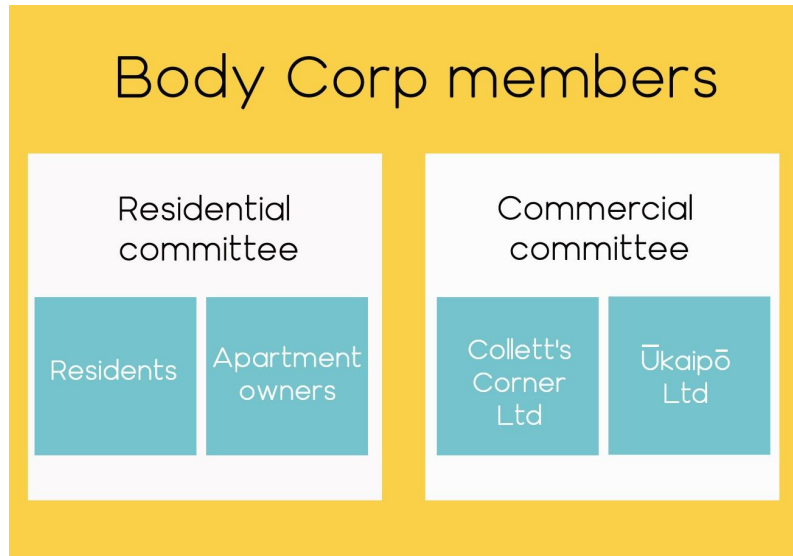 Body Corp members
Residential
committee
Residents
Apartment
owners
Commercial
committee
Collett's
Corner
Ltd
Ūkaipō
Ltd